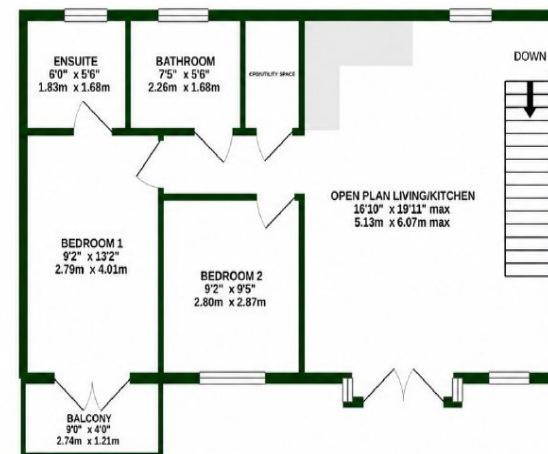 ENSUITE
6'0" x 5'6"
1.83m x 1.68m
BATHROOM
7'5" x 5'6"
2.26m x 1.68m
CPD/UTILITY SPACE
DOWN
OPEN PLAN LIVING/KITCHEN
16'10" x 19'11" max
5.13m x 6.07m max
BEDROOM 1
9'2" x 13'2"
2.79m x 4.01m
BEDROOM 2
9'2" x 9'5"
2.80m x 2.87m
BALCONY
9'0" x 4'0"
2.74m x 1.21m